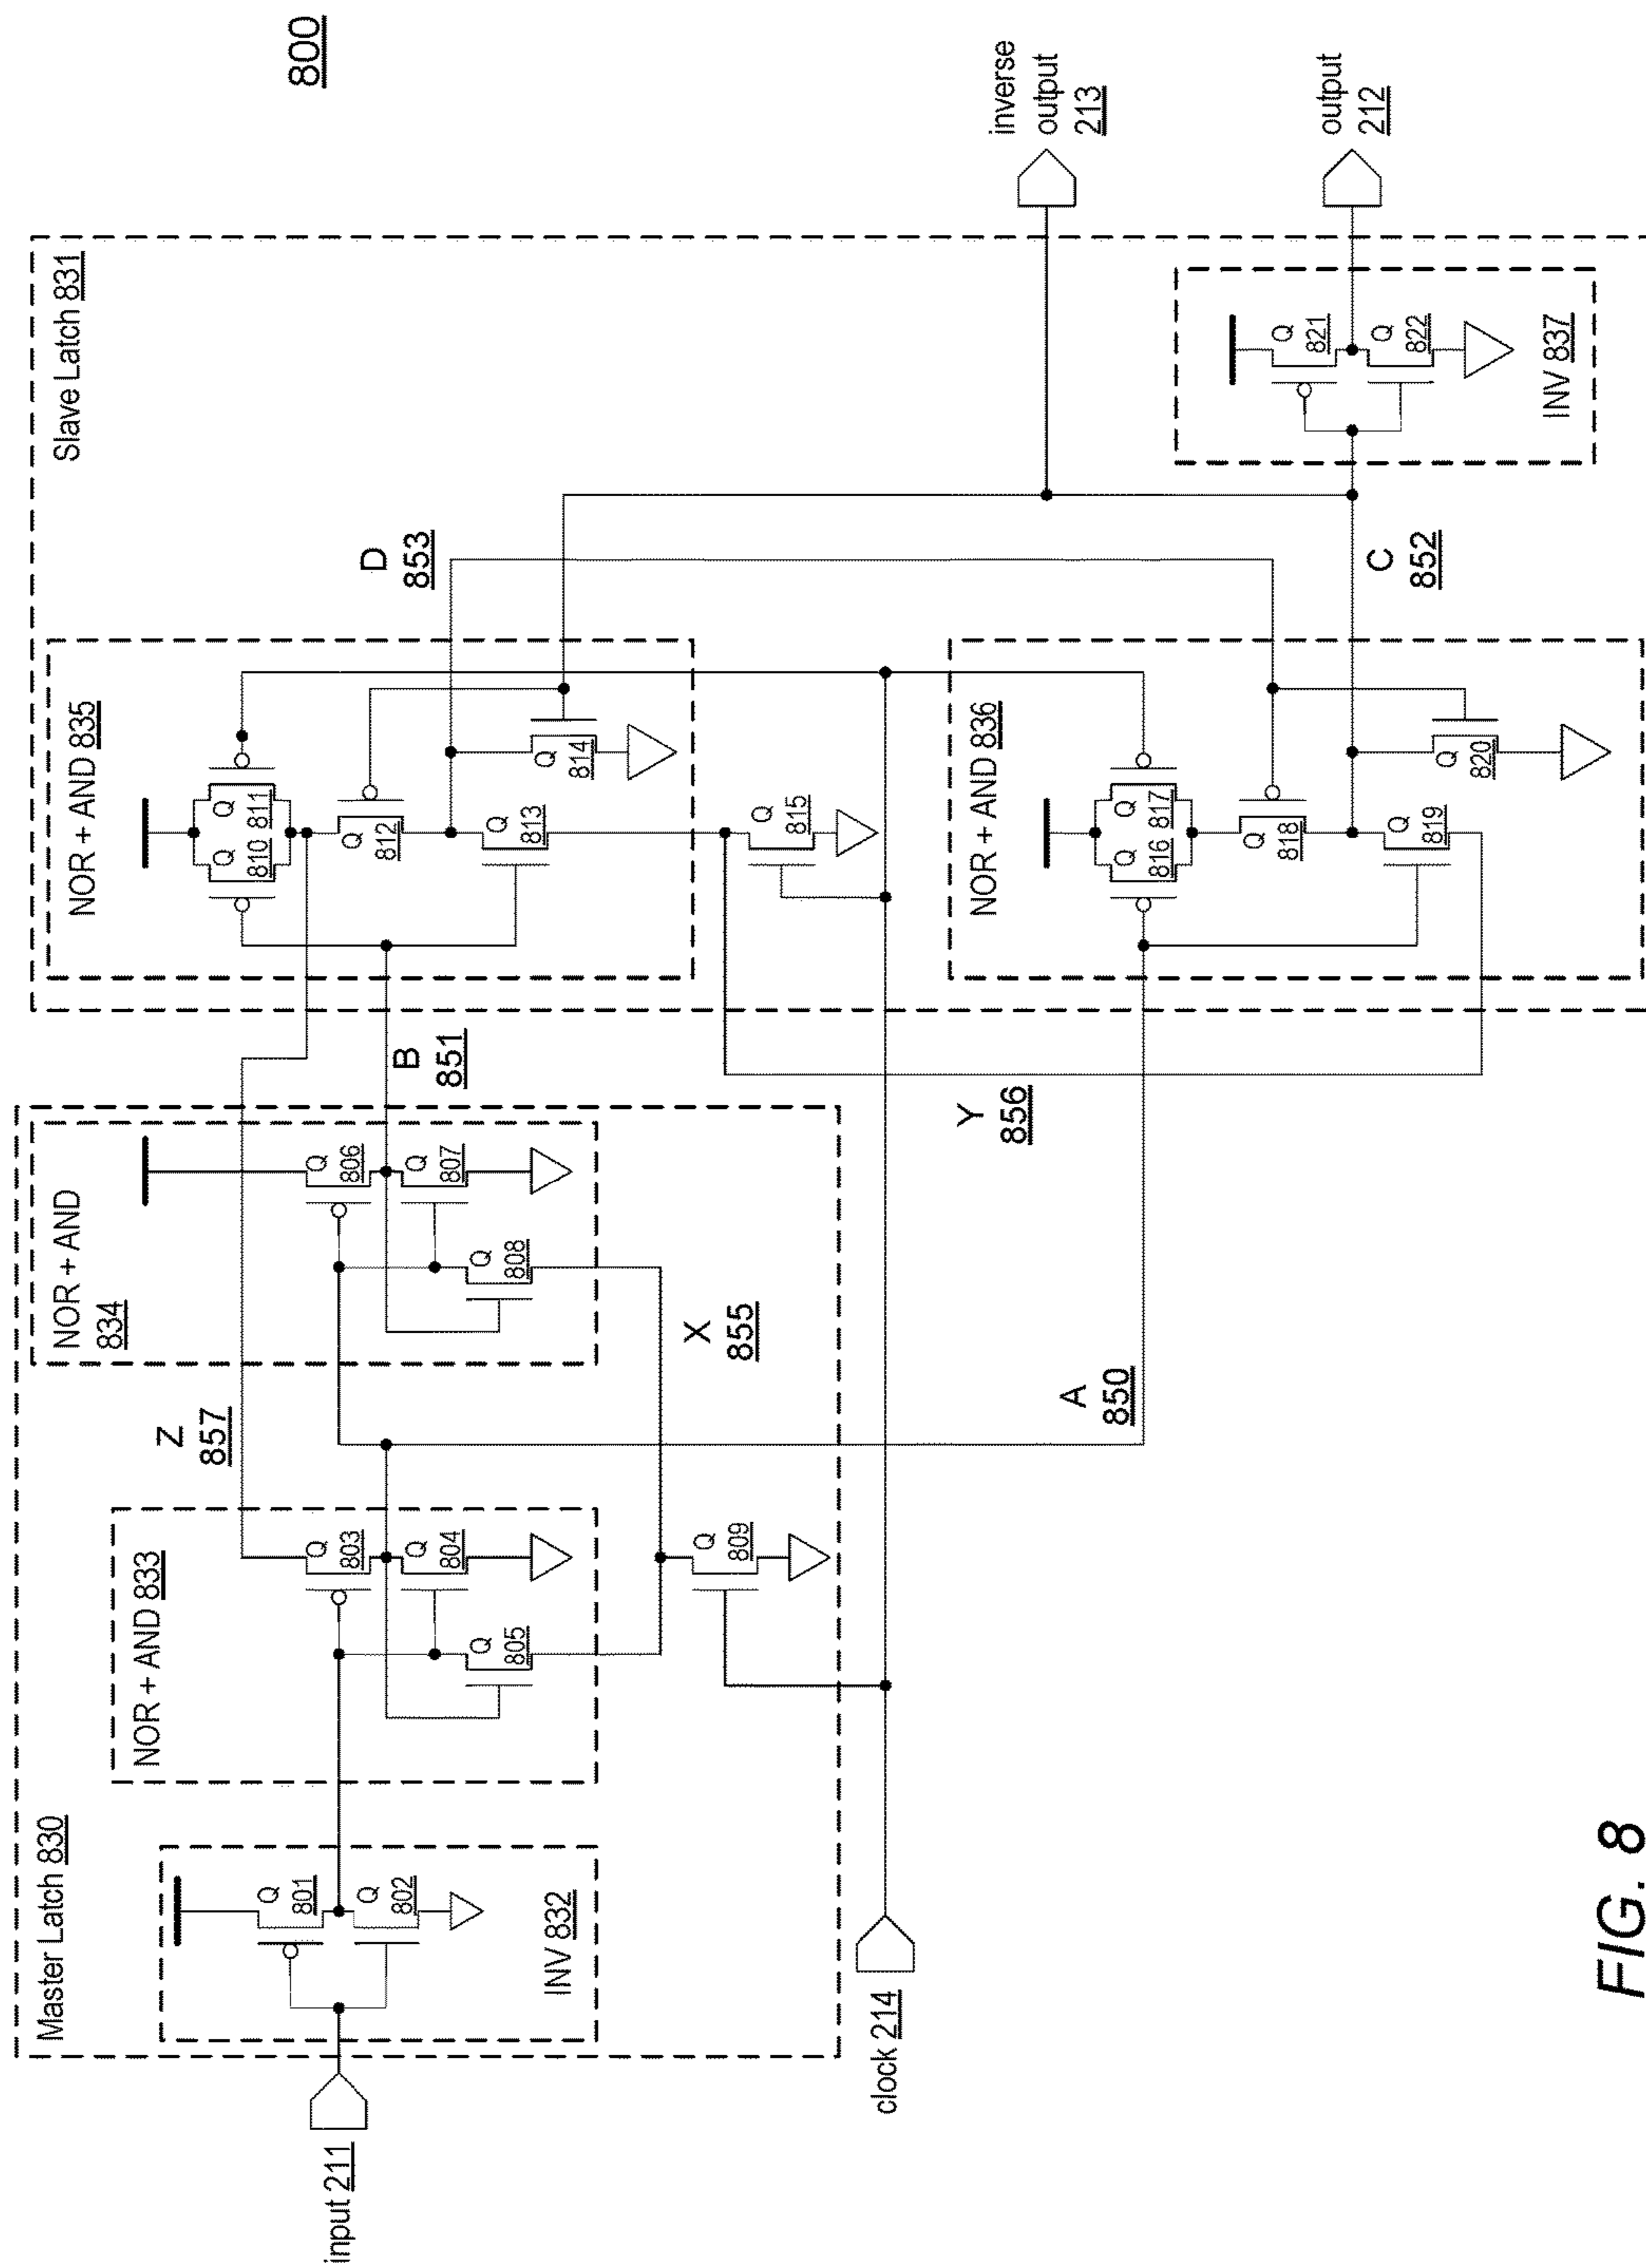 800
Master Latch 830
input 211
INV 832
Q
801
Q
802
NOR + AND 833
Q
803
Q
804
Q
805
Z
857
NOR + AND
834
Q
806
Q
807
Q
808
X
855
Q
809
clock 214
A
850
B
851
Y
856
Slave Latch 831
NOR + AND 835
Q
810
Q
811
Q
812
Q
813
Q
814
Q
815
D
853
NOR + AND 836
Q
816
Q
817
Q
818
Q
819
Q
820
C
852
INV 837
Q
821
Q
822
inverse
output
213
output
212
FIG. 8